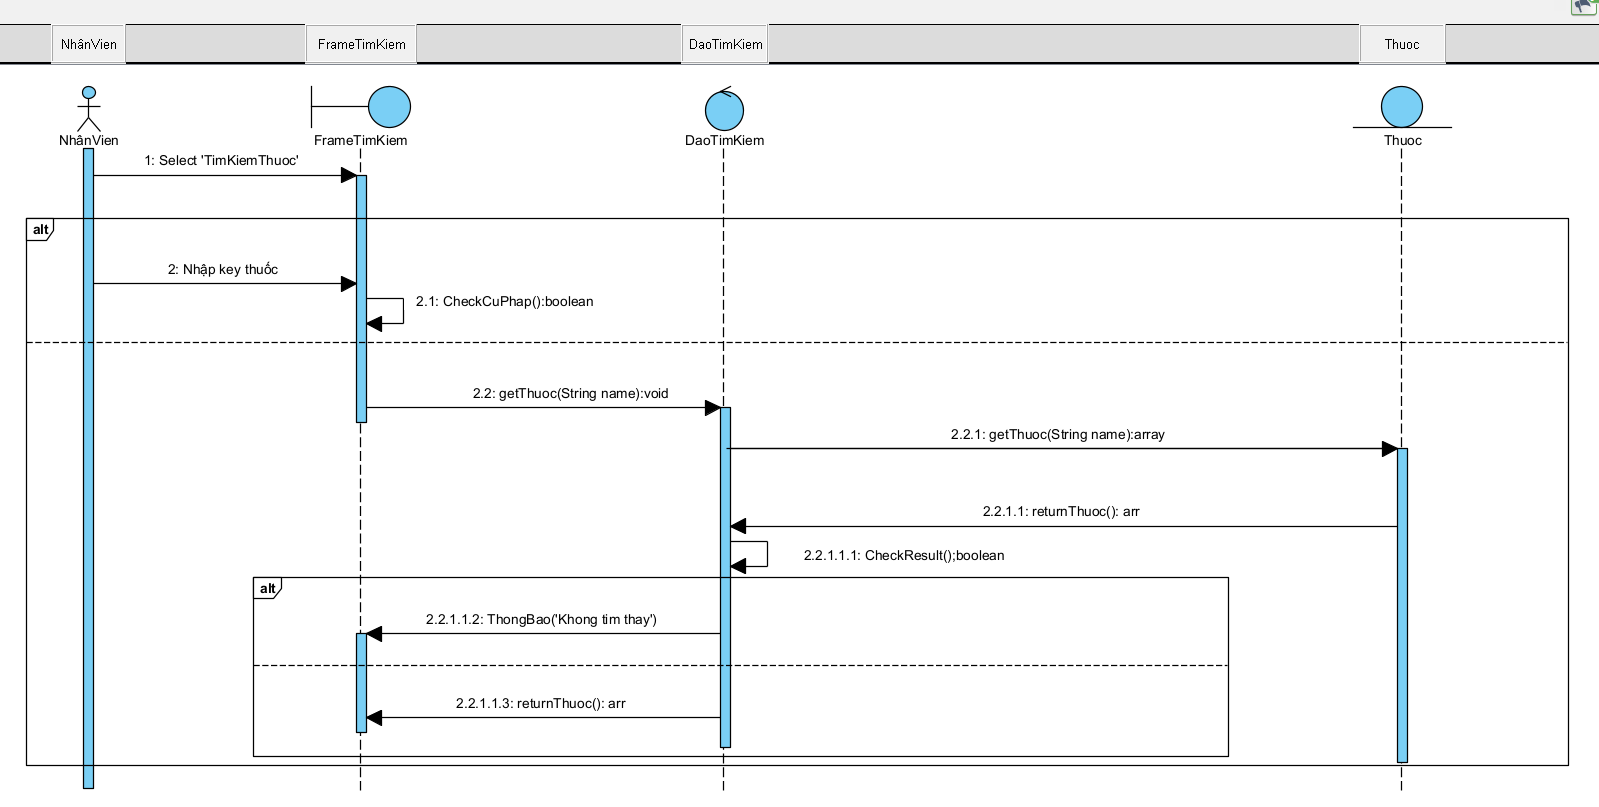 NhânVien
FrameTimKiem
DaoTimKiem
Thuoc
NhânVien
FrameTimKiem
DaoTimKiem
Thuoc
1: Select 'TimKiemThuoc'
alt
2: Nhập key thuốc
2.1: CheckCuPhap():boolean
2.2: getThuoc(String name):void
2.2.1: getThuoc(String name):array
2.2.1.1: returnThuoc(): arr
2.2.1.1.1: CheckResult();boolean
alt
2.2.1.1.2: ThongBao('Khong tim thay')
2.2.1.1.3: returnThuoc(): arr